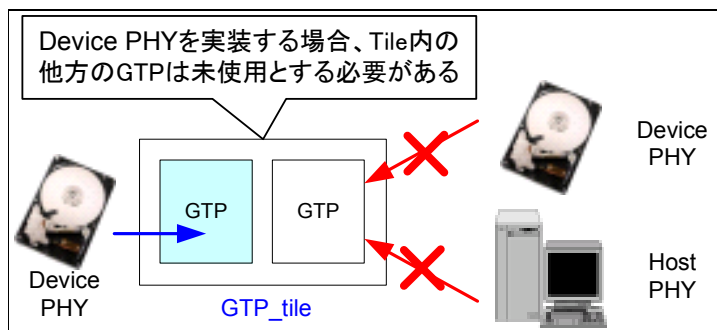 Device PHYを実装する場合、Tile内の
他方のGTPは未使用とする必要がある
GTP
GTP
Device
PHY
GTP_tile
Device
PHY
Host
PHY